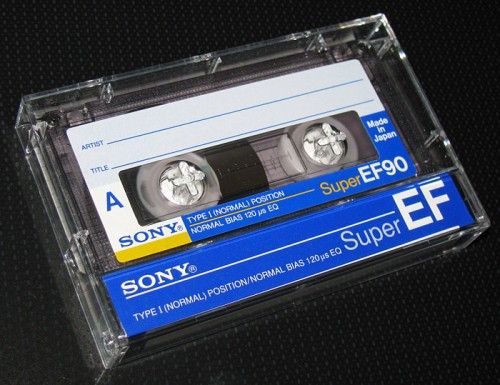 ARTIST
TITLE
Made in
Japan
A
SONY®
TYPE I (NORMAL) POSITION
NORMAL BIAS 120 μs EQ
Super EF90
SONY®
Super EF
TYPE I (NORMAL) POSITION/NORMAL BIAS 120 μs EQ